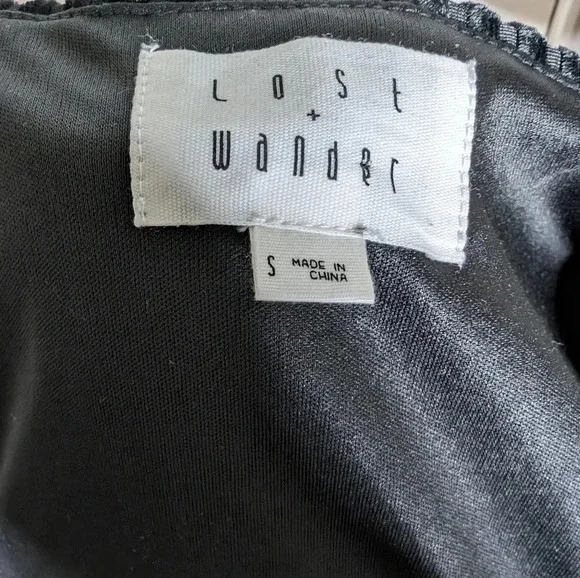 Lost
+
Wander
S MADE IN
CHINA